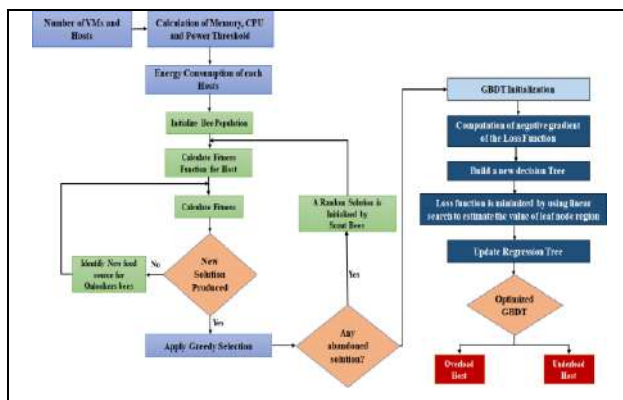 Number of VMs and
Hosts
Calculation of Memory, CPU
and Power Threshold
Energy Consumption of each
Hosts
Initialize Bee Population
Calculate Fitness
Function for Host
Calculate Fitness
Identify New food
source for
Onlookers bees
No
New
Solution
Produced
Yes
Apply Greedy Selection
Any
abandoned
solution?
Yes
A Random Solution is
Initialized by
Scout Bees
GBDT Initialization
Computation of negative gradient
of the Loss Function
Build a new decision Tree
Loss function is minimized by using linear
search to estimate the value of leaf node region
Update Regression Tree
Optimized
GBDT
Overload
Host
Underload
Host